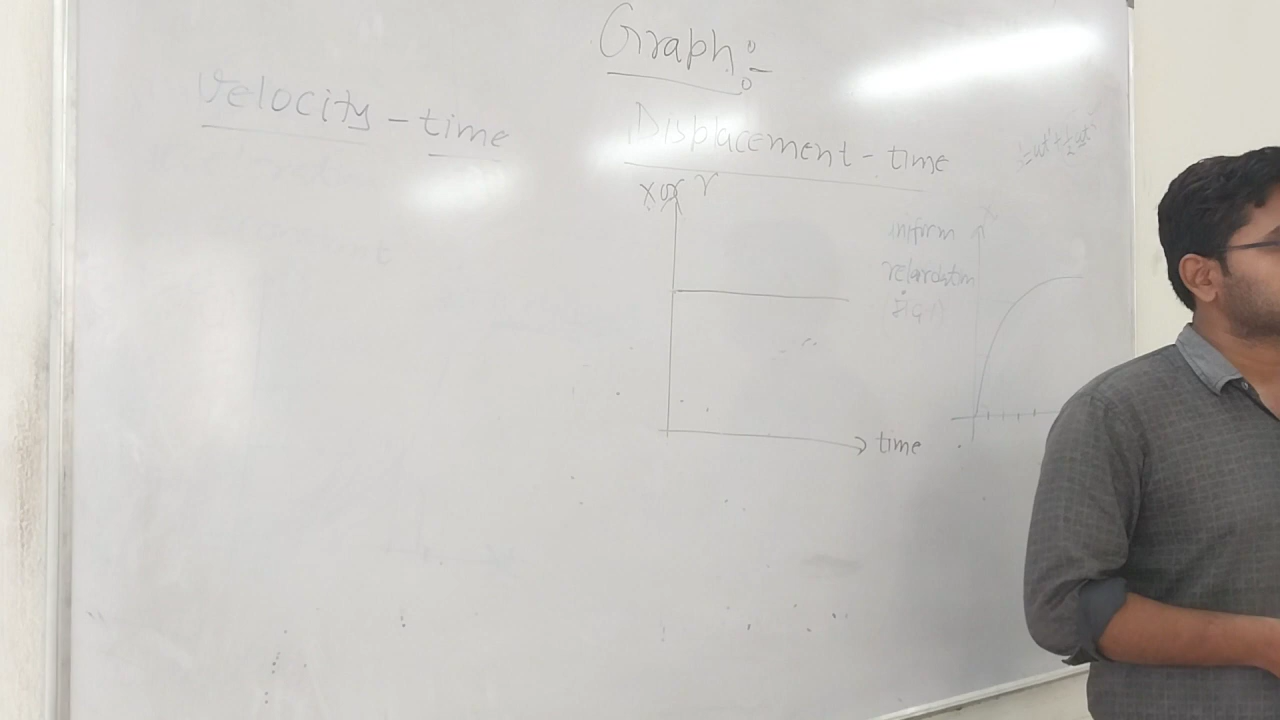 Graph:-
Velocity - time
Displacement - time
x or r
time
uniform
retardation
x